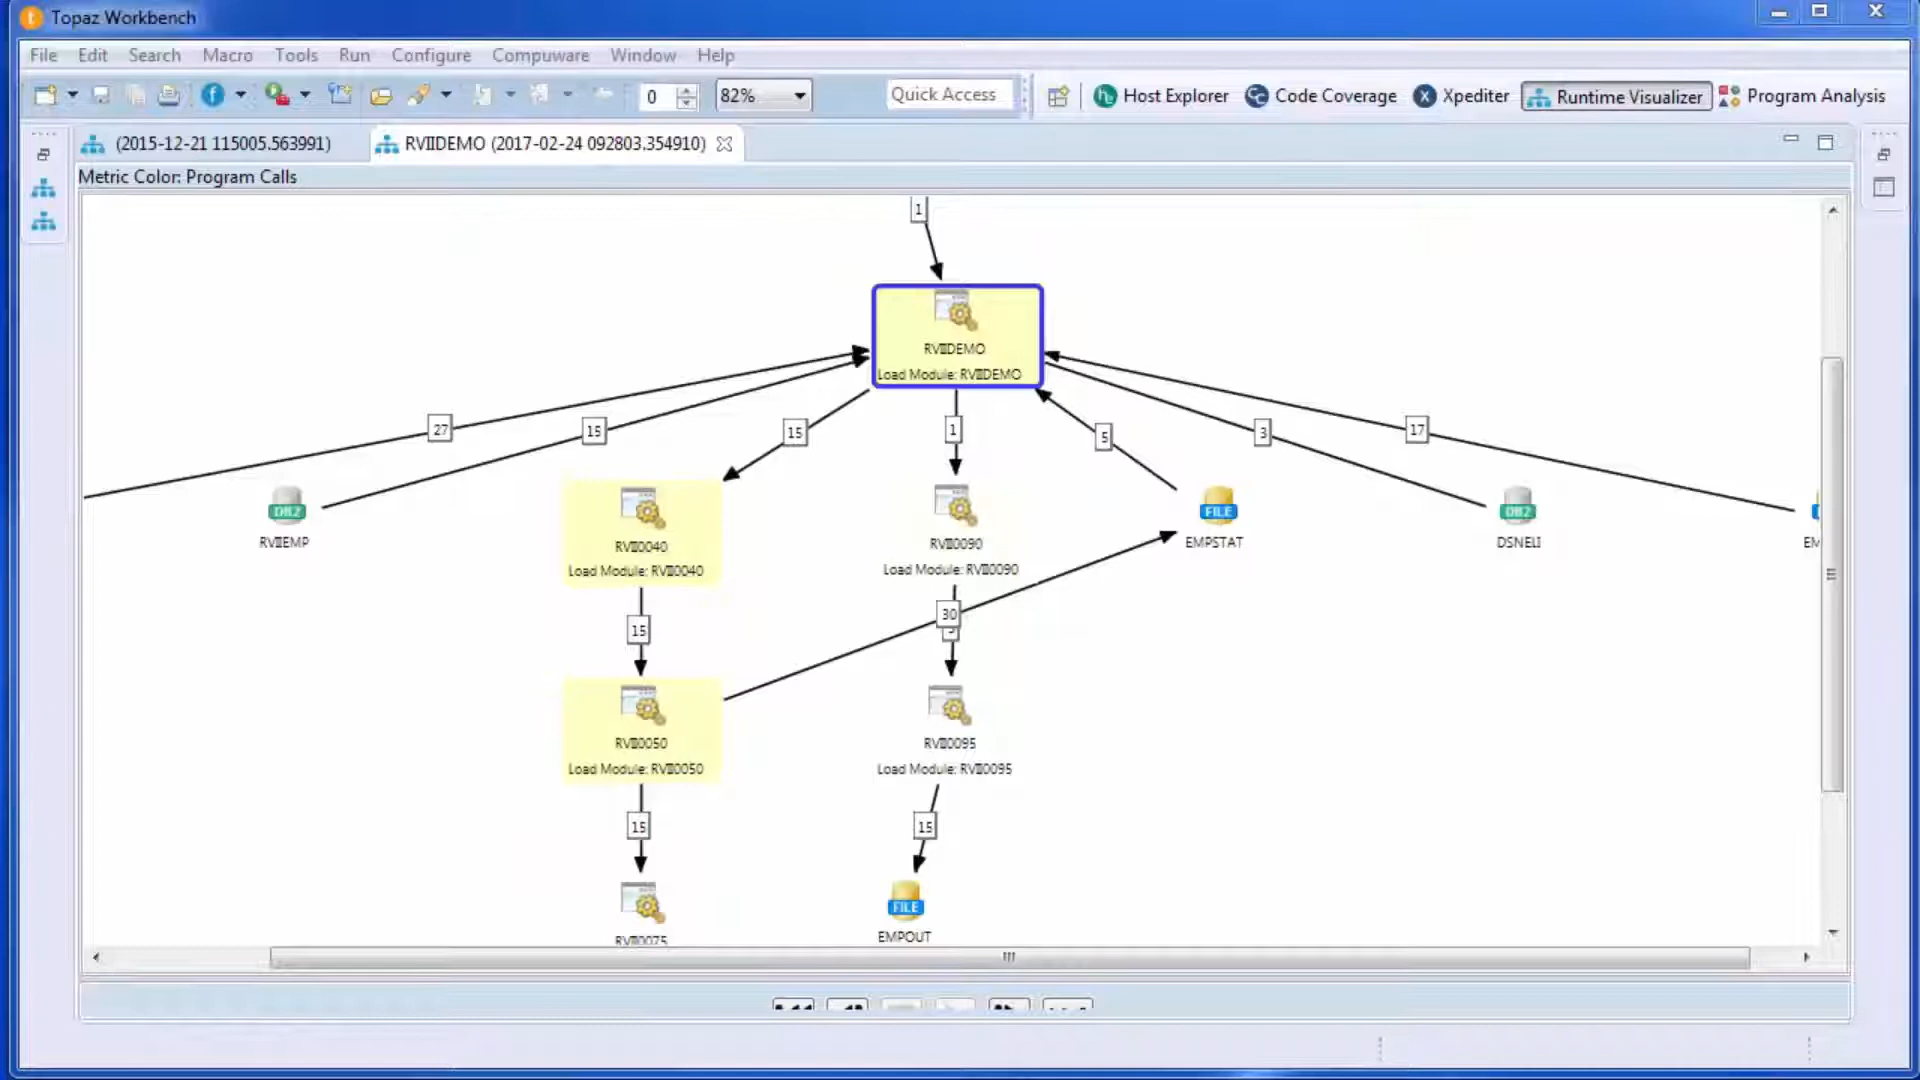 Topaz Workbench
File Edit Search Macro Tools Run Configure Compuware Window Help
0 82% Quick Access Host Explorer Code Coverage Xpediter Runtime Visualizer Program Analysis
(2015-12-21 115005.563991) RVIIDEMO (2017-02-24 092803.354910)
Metric Color: Program Calls
1
RVIIDEMO
Load Module: RVIIDEMO
27 15 15 1 5 3 17
DB2 FILE DB2
RVIIEMP RVII0040 RVII0090 EMPSTAT DSNELI EM
Load Module: RVII0040 Load Module: RVII0090
15 30
RVII0050 RVII0095
Load Module: RVII0050 Load Module: RVII0095
15 15
FILE
RVII0075 EMPOUT